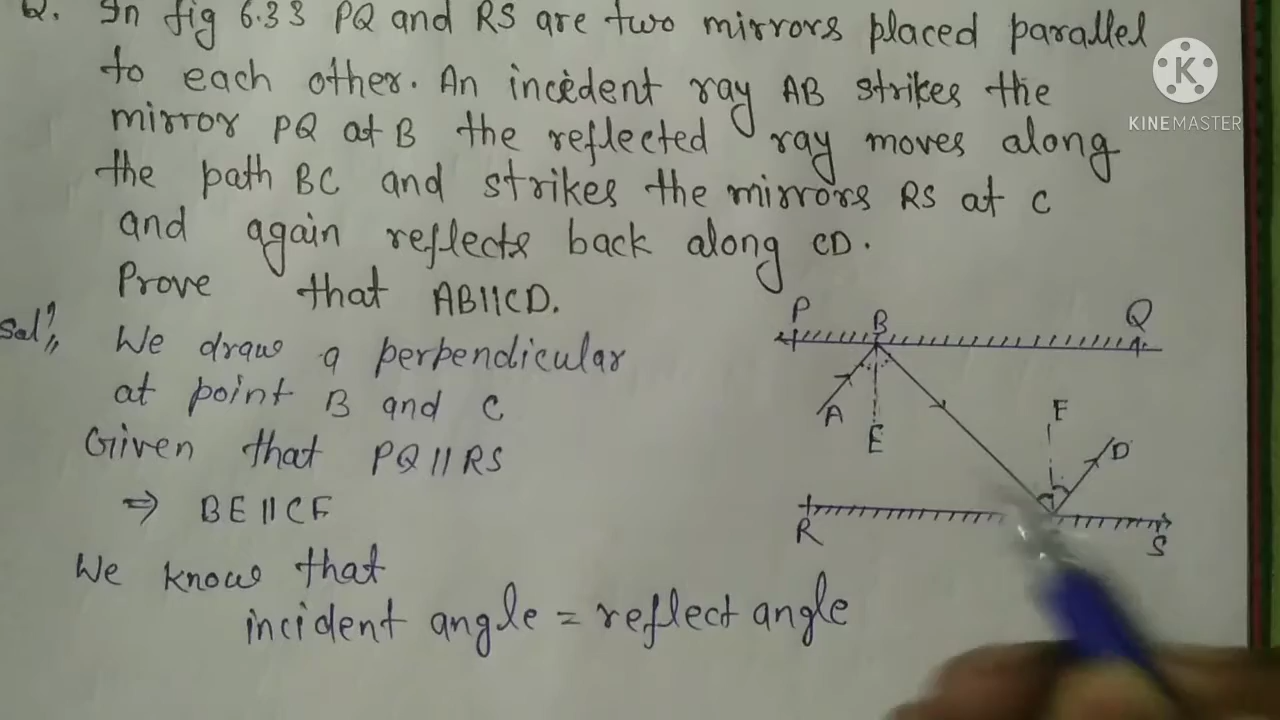 Q. In fig 6.33 PQ and RS are two mirrors placed parallel
to each other. An incident ray AB strikes the
mirror PQ at B the reflected ray moves along
the path BC and strikes the mirrors RS at C
and again reflects back along CD.
Prove that AB||CD.
Sol",, We draw a perpendicular
at point B and C
Given that PQ || RS
⇒ BE || CF
We know that
incident angle = reflect angle
P
B
Q
A
E
F
D
R
S
K
KINEMASTER